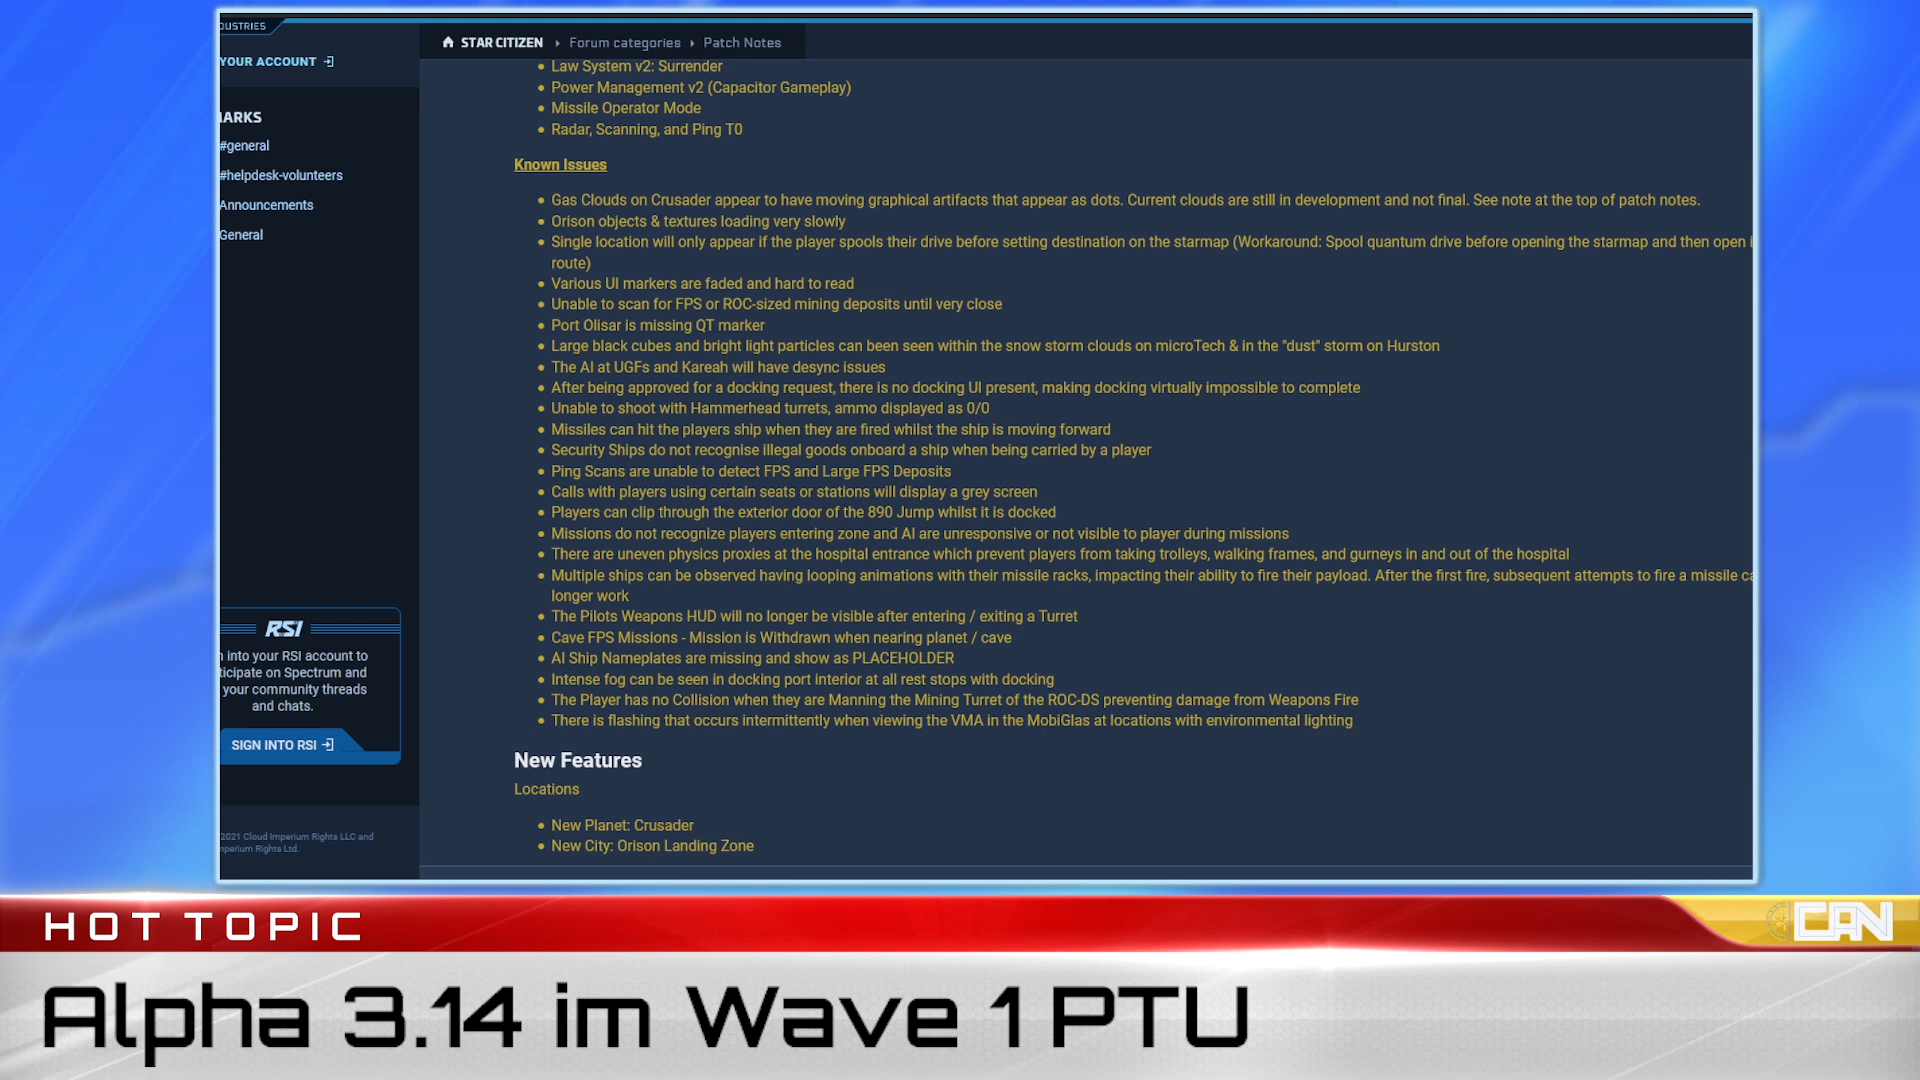 DUSTRIES
YOUR ACCOUNT
STAR CITIZEN Forum categories Patch Notes
MARKS
#general
#helpdesk-volunteers
Announcements
General
Law System v2: Surrender
Power Management v2 (Capacitor Gameplay)
Missile Operator Mode
Radar, Scanning, and Ping T0
Known Issues
Gas Clouds on Crusader appear to have moving graphical artifacts that appear as dots. Current clouds are still in development and not final. See note at the top of patch notes.
Orison objects & textures loading very slowly
Single location will only appear if the player spools their drive before setting destination on the starmap (Workaround: Spool quantum drive before opening the starmap and then open
route)
Various UI markers are faded and hard to read
Unable to scan for FPS or ROC-sized mining deposits until very close
Port Olisar is missing QT marker
Large black cubes and bright light particles can been seen within the snow storm clouds on microTech & in the "dust" storm on Hurston
The AI at UGFs and Kareah will have desync issues
After being approved for a docking request, there is no docking UI present, making docking virtually impossible to complete
Unable to shoot with Hammerhead turrets, ammo displayed as 0/0
Missiles can hit the players ship when they are fired whilst the ship is moving forward
Security Ships do not recognise illegal goods onboard a ship when being carried by a player
Ping Scans are unable to detect FPS and Large FPS Deposits
Calls with players using certain seats or stations will display a grey screen
Players can clip through the exterior door of the 890 Jump whilst it is docked
Missions do not recognize players entering zone and AI are unresponsive or not visible to player during missions
There are uneven physics proxies at the hospital entrance which prevent players from taking trolleys, walking frames, and gurneys in and out of the hospital
Multiple ships can be observed having looping animations with their missile racks, impacting their ability to fire their payload. After the first fire, subsequent attempts to fire a missile ca
longer work
The Pilots Weapons HUD will no longer be visible after entering / exiting a Turret
Cave FPS Missions - Mission is Withdrawn when nearing planet / cave
AI Ship Nameplates are missing and show as PLACEHOLDER
Intense fog can be seen in docking port interior at all rest stops with docking
The Player has no Collision when they are Manning the Mining Turret of the ROC-DS preventing damage from Weapons Fire
There is flashing that occurs intermittently when viewing the VMA in the MobiGlas at locations with environmental lighting
New Features
Locations
New Planet: Crusader
New City: Orison Landing Zone
RSI
n into your RSI account to
ticipate on Spectrum and
your community threads
and chats.
SIGN INTO RSI
2021 Cloud Imperium Rights LLC and
mperium Rights Ltd.
HOT TOPIC
CAN
Alpha 3.14 im Wave 1 PTU